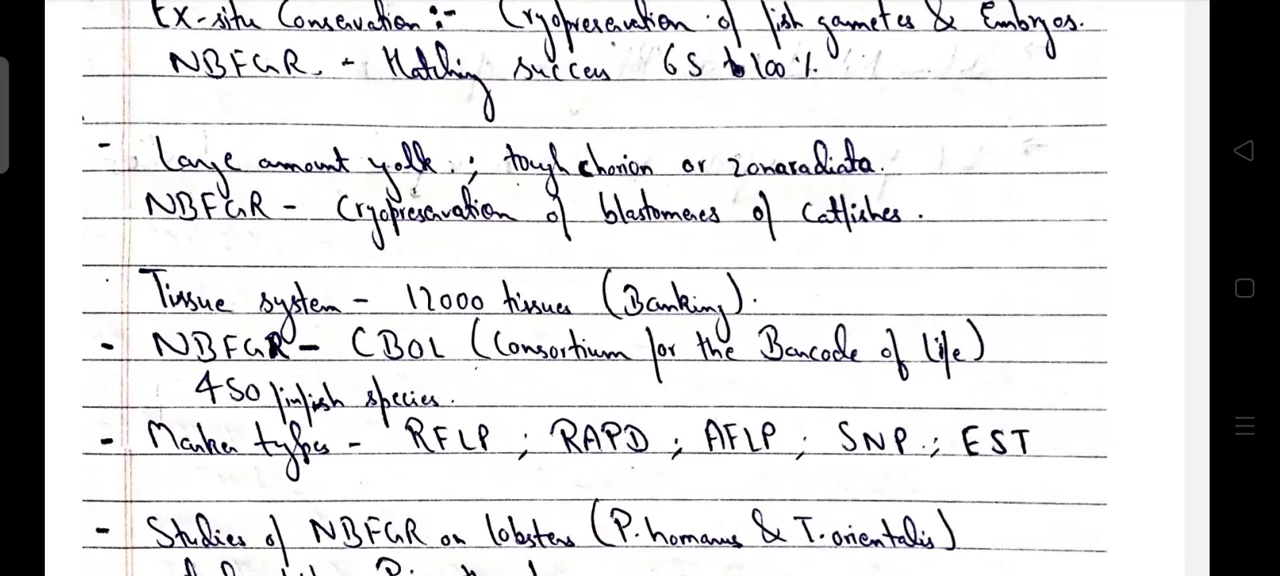 Ex-situ Conservation :- Cryopreservation of fish gametes & Embryos.
NBFGR. - Hatching success 65 to 100 %.
- Large amount yolk. ; tough chorion or zonaradiata.
NBFGR - Cryopreservation of blastomeres of Catfishes.
. Tissue system - 12000 tissues (Banking).
- NBFGR - CBOL (Consortium for the Barcode of life)
450 finfish species.
- Marker types - RFLP ; RAPD ; AFLP ; SNP ; EST
- Studies of NBFGR on lobsters (P. homarus & T. orientalis)